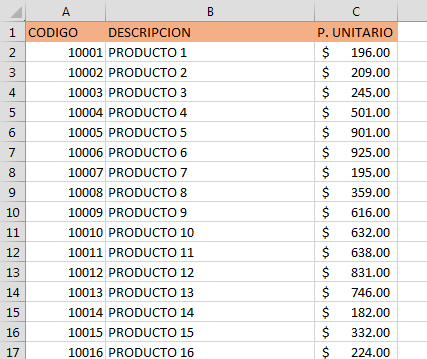 A B C
1 CODIGO DESCRIPCION P. UNITARIO
2 10001 PRODUCTO 1 $ 196.00
3 10002 PRODUCTO 2 $ 209.00
4 10003 PRODUCTO 3 $ 245.00
5 10004 PRODUCTO 4 $ 501.00
6 10005 PRODUCTO 5 $ 901.00
7 10006 PRODUCTO 6 $ 925.00
8 10007 PRODUCTO 7 $ 195.00
9 10008 PRODUCTO 8 $ 359.00
10 10009 PRODUCTO 9 $ 616.00
11 10010 PRODUCTO 10 $ 632.00
12 10011 PRODUCTO 11 $ 638.00
13 10012 PRODUCTO 12 $ 831.00
14 10013 PRODUCTO 13 $ 746.00
15 10014 PRODUCTO 14 $ 182.00
16 10015 PRODUCTO 15 $ 332.00
17 10016 PRODUCTO 16 $ 224.00